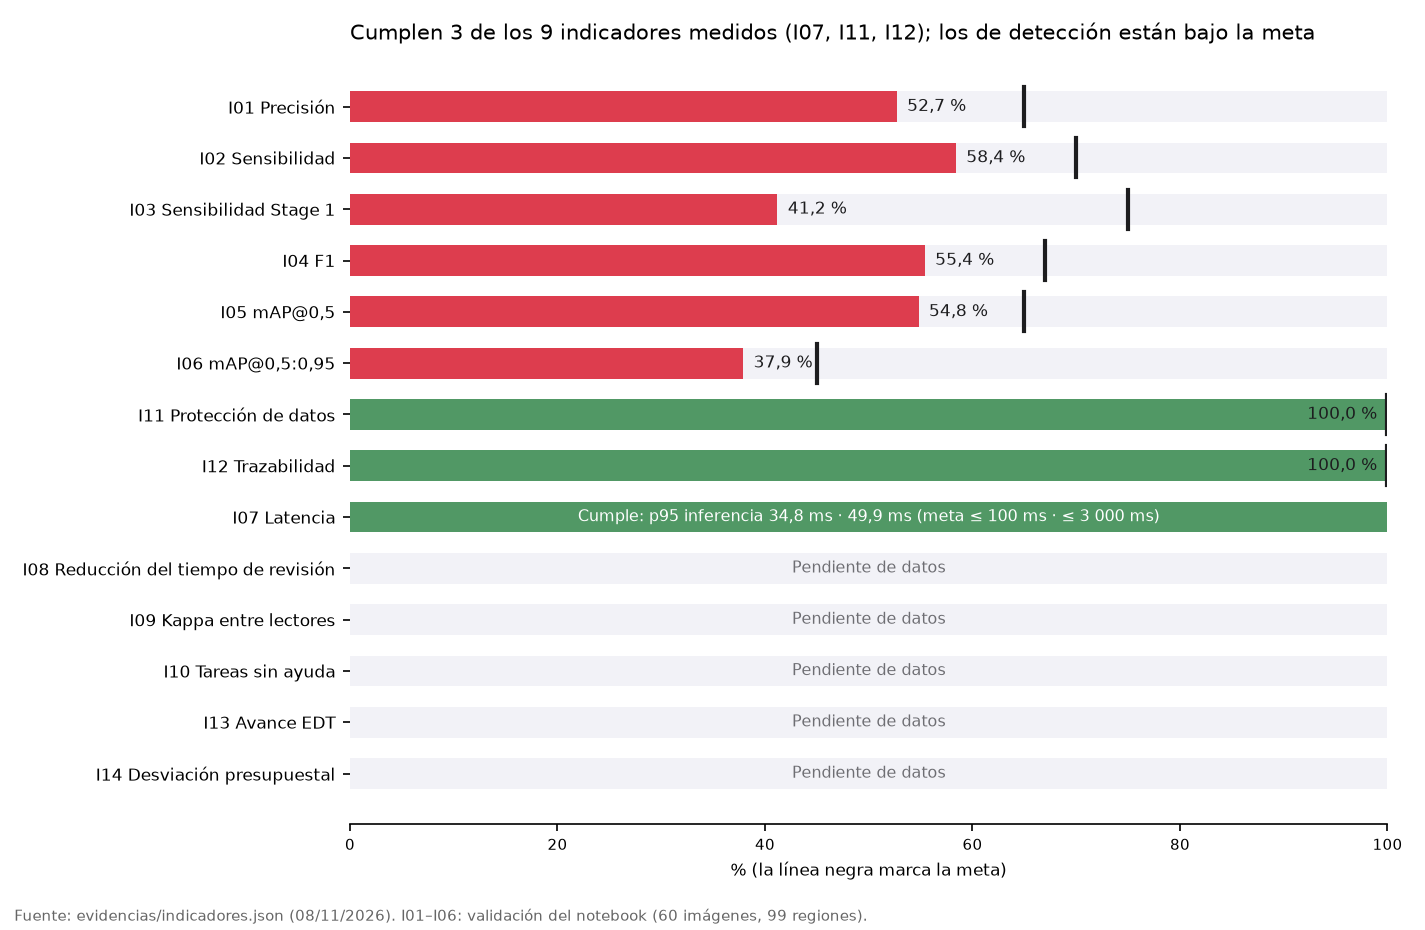 Cumplen 3 de los 9 indicadores medidos (I07, I11, I12); los de detección están bajo la meta
I01 Precisión 52,7 %
I02 Sensibilidad 58,4 %
I03 Sensibilidad Stage 1 41,2 %
I04 F1 55,4 %
I05 mAP@0,5 54,8 %
I06 mAP@0,5:0,95 37,9 %
I11 Protección de datos 100,0 %
I12 Trazabilidad 100,0 %
I07 Latencia Cumple: p95 inferencia 34,8 ms · 49,9 ms (meta ≤ 100 ms · ≤ 3 000 ms)
I08 Reducción del tiempo de revisión Pendiente de datos
I09 Kappa entre lectores Pendiente de datos
I10 Tareas sin ayuda Pendiente de datos
I13 Avance EDT Pendiente de datos
I14 Desviación presupuestal Pendiente de datos
0 20 40 60 80 100
% (la línea negra marca la meta)
Fuente: evidencias/indicadores.json (08/11/2026). I01–I06: validación del notebook (60 imágenes, 99 regiones).